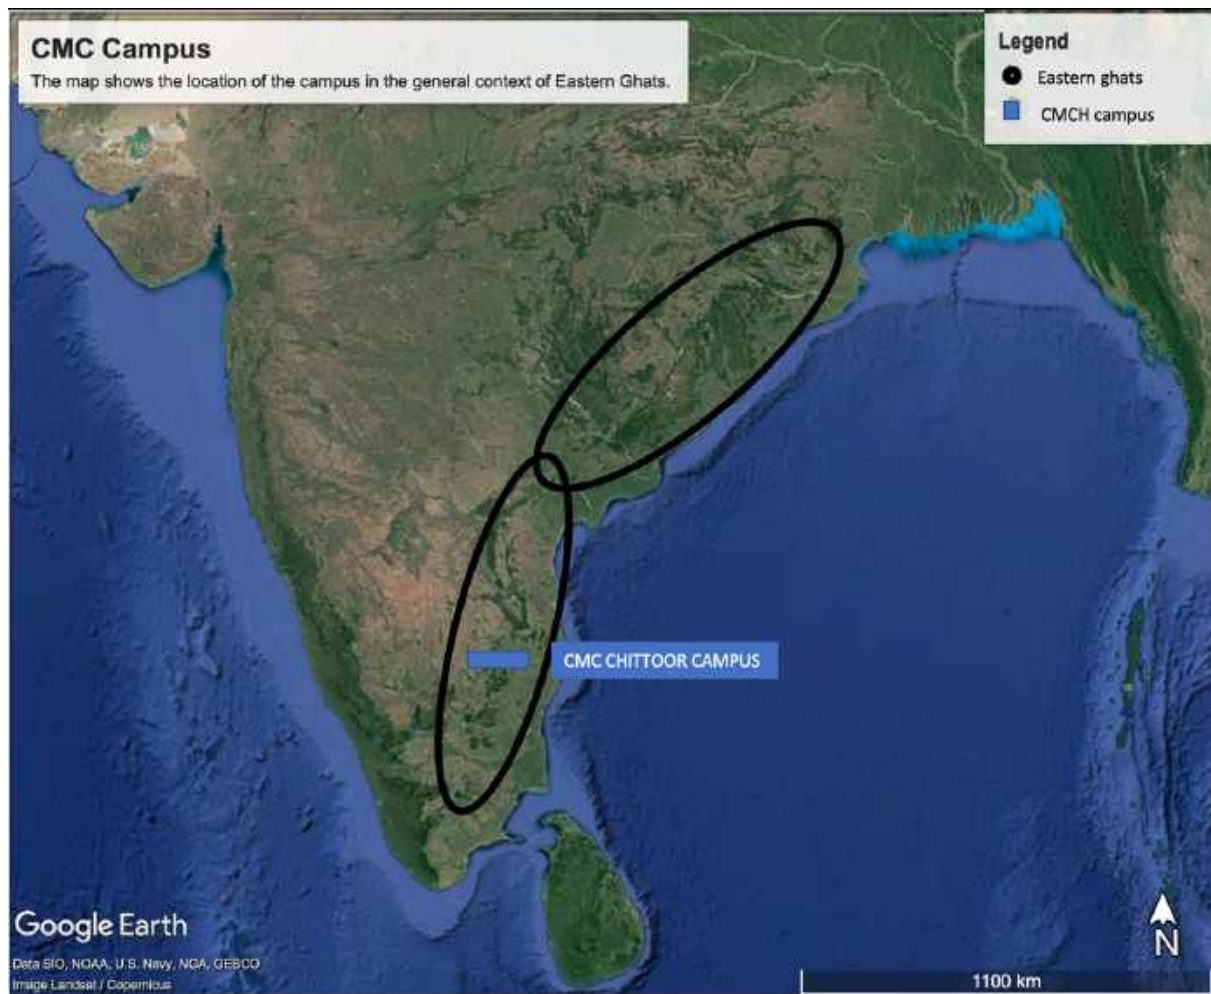 CMC Campus
The map shows the location of the campus in the general context of Eastern Ghats.
Legend
Eastern ghats
CMCH campus
CMC CHITTOOR CAMPUS
Google Earth
Data SIO, NOAA, U.S. Navy, NGA, GEBCO
Image Landsat / Copernicus
N
1100 km